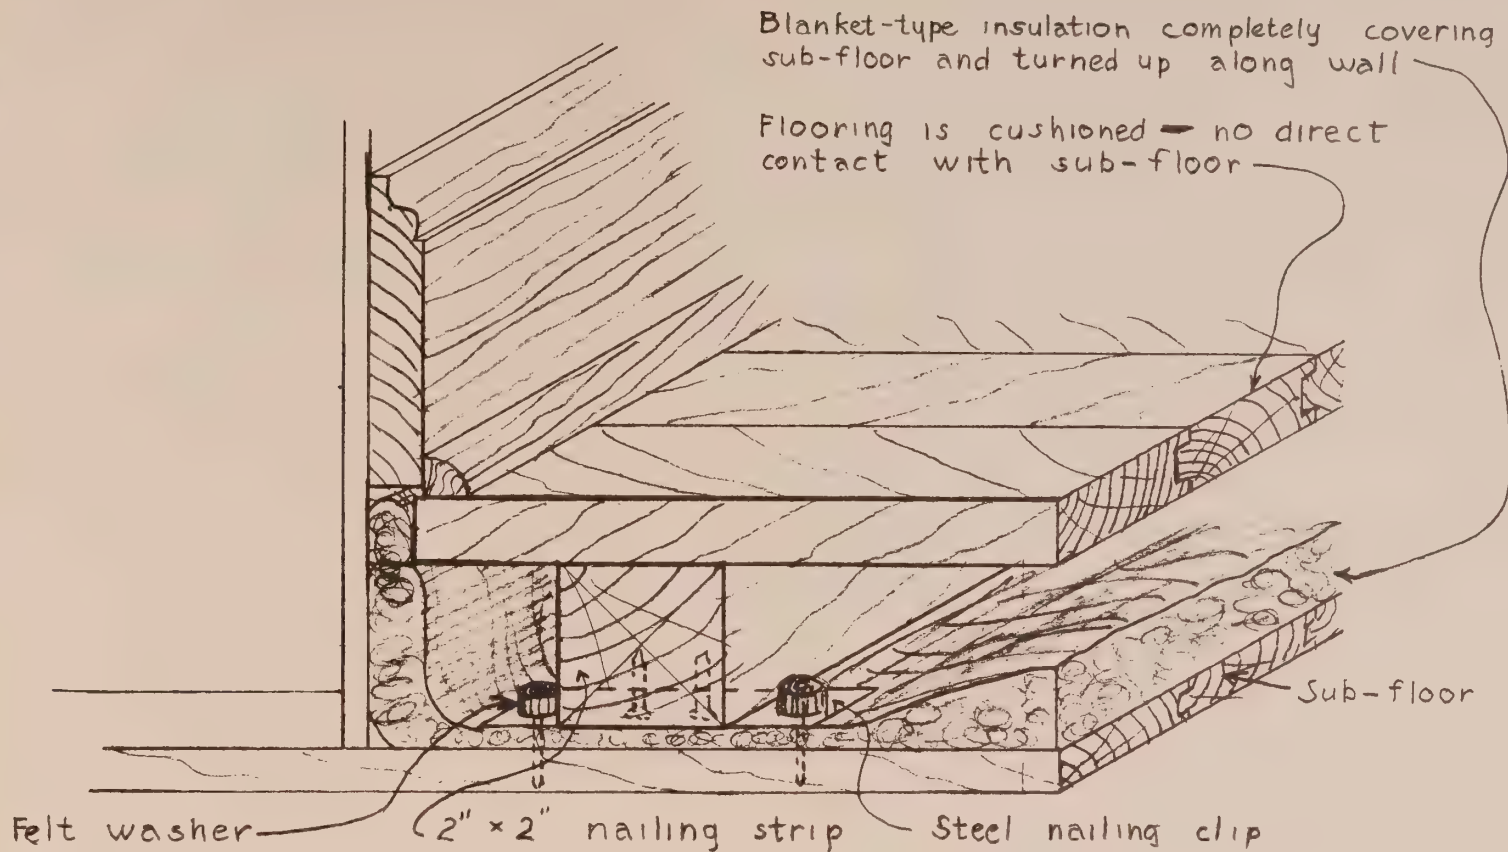 Blanket-type insulation completely covering
sub-floor and turned up along wall
Flooring is cushioned - no direct
contact with sub-floor
Sub-floor
Felt washer
2" × 2" nailing strip
Steel nailing clip